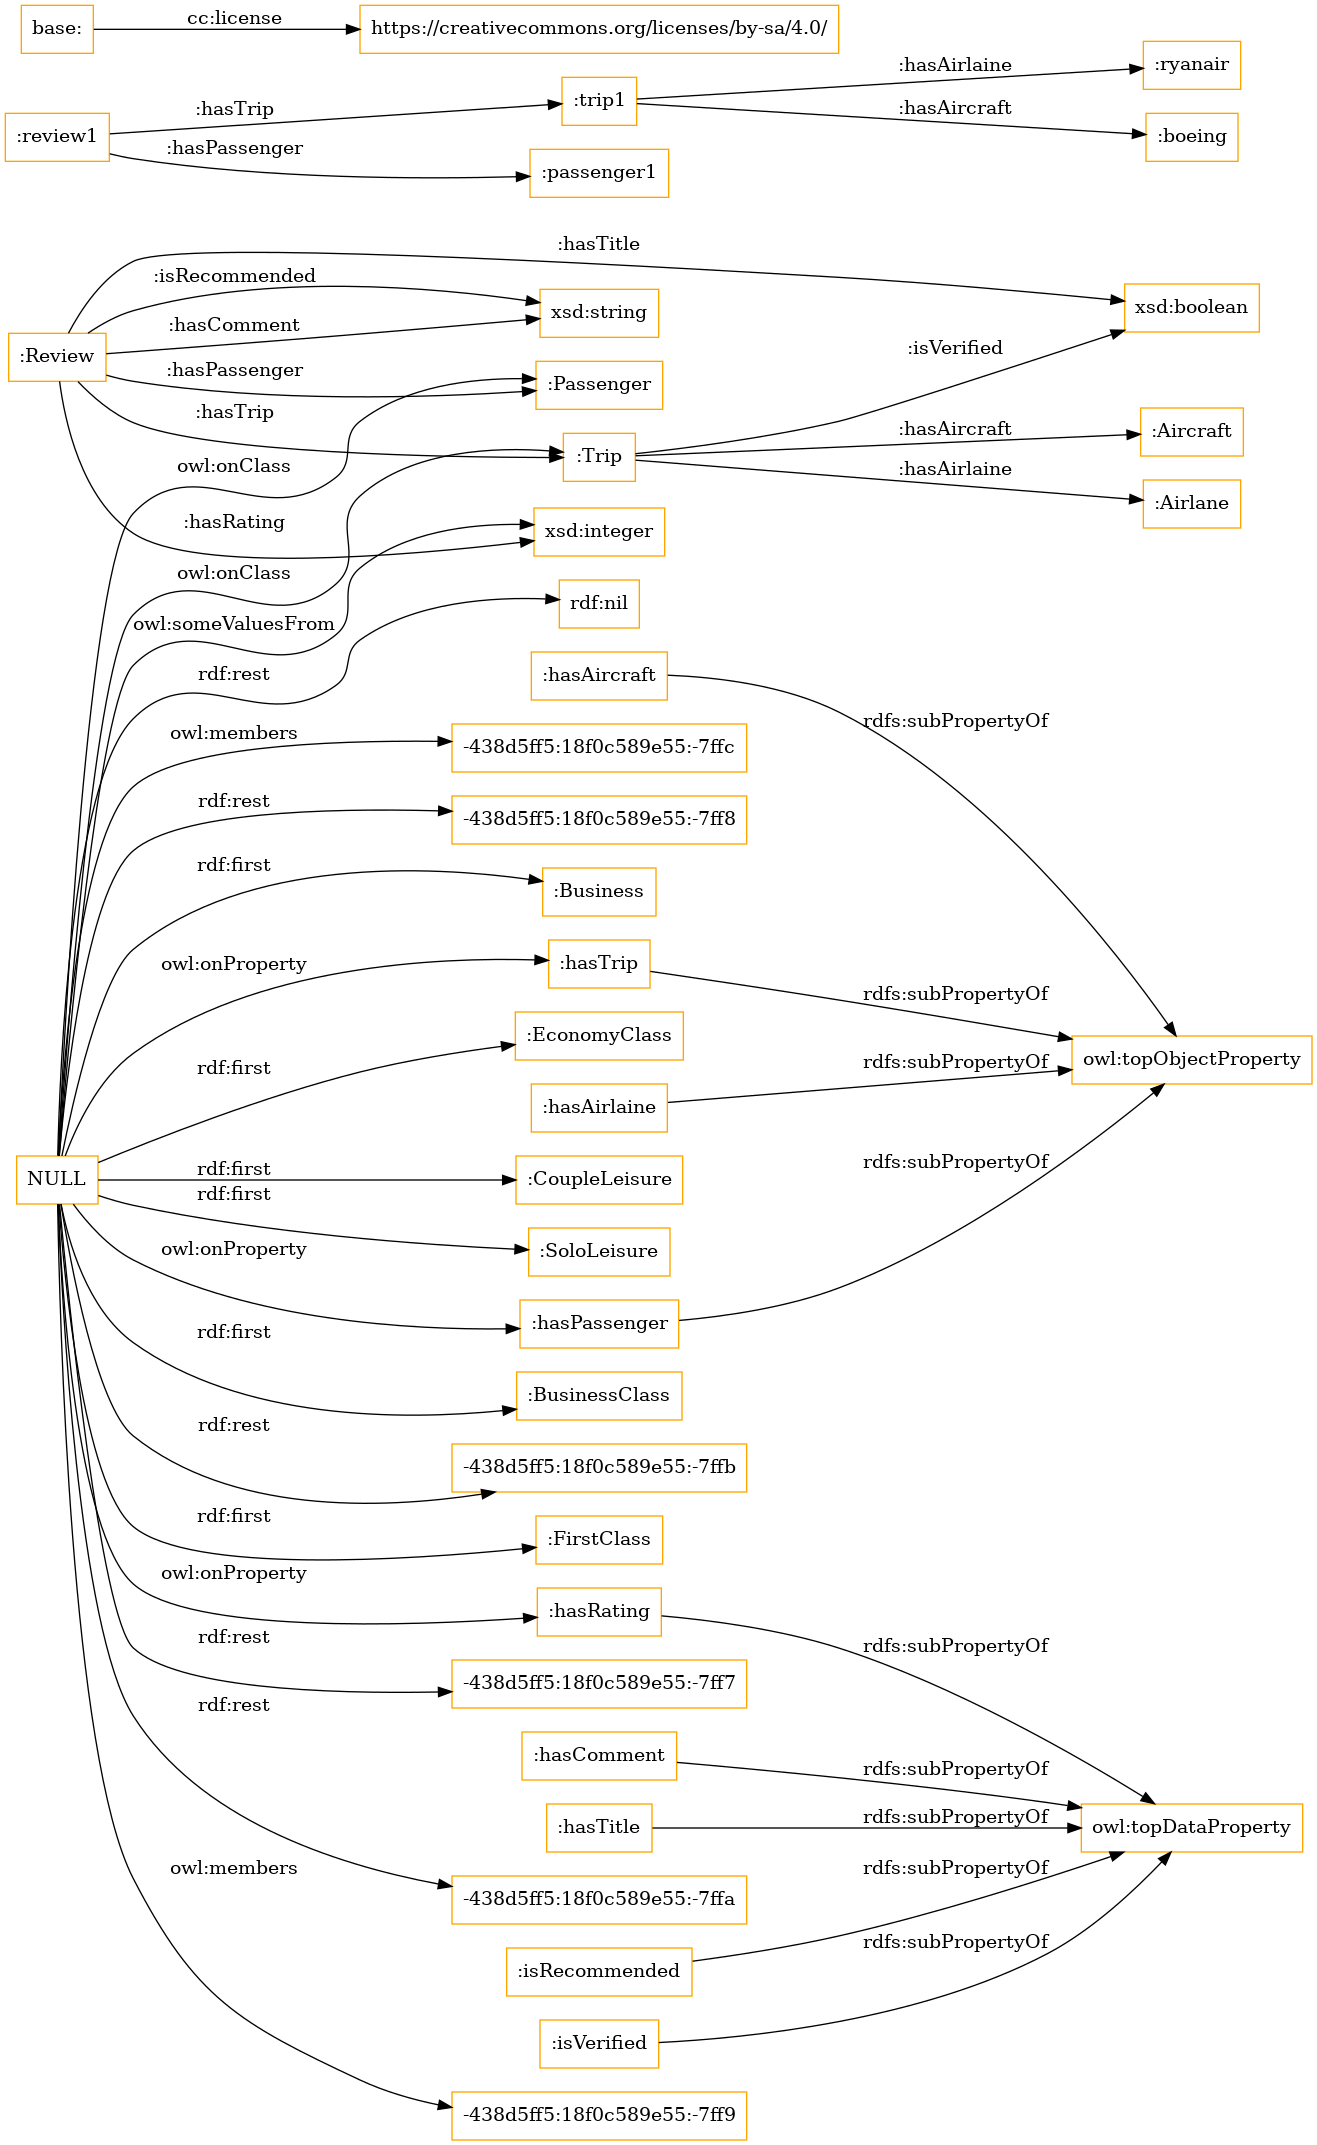 base:
cc:license
https://creativecommons.org/licenses/by-sa/4.0/
:hasAirlaine
:ryanair
:trip1
:hasTrip
:hasAircraft
:review1
:boeing
:hasPassenger
:passenger1
:hasTitle
:isRecommended
xsd:string
xsd:boolean
:hasComment
:isVerified
:Review
:hasPassenger
:Passenger
:hasTrip
:hasAircraft
:Aircraft
:Trip
owl:onClass
:hasAirlaine
:Airlane
:hasRating
xsd:integer
owl:onClass
rdf:nil
owl:someValuesFrom
rdf:rest
:hasAircraft
rdfs:subPropertyOf
owl:members
-438d5ff5:18f0c589e55:-7ffc
rdf:rest
-438d5ff5:18f0c589e55:-7ff8
rdf:first
:Business
owl:onProperty
:hasTrip
rdfs:subPropertyOf
:EconomyClass
rdf:first
rdfs:subPropertyOf
owl:topObjectProperty
:hasAirlaine
rdfs:subPropertyOf
NULL
rdf:first
:CoupleLeisure
rdf:first
:SoloLeisure
owl:onProperty
:hasPassenger
rdf:first
:BusinessClass
rdf:rest
-438d5ff5:18f0c589e55:-7ffb
rdf:first
:FirstClass
owl:onProperty
:hasRating
rdfs:subPropertyOf
rdf:rest
-438d5ff5:18f0c589e55:-7ff7
rdf:rest
:hasComment
rdfs:subPropertyOf
:hasTitle
rdfs:subPropertyOf
owl:topDataProperty
owl:members
rdfs:subPropertyOf
-438d5ff5:18f0c589e55:-7ffa
rdfs:subPropertyOf
:isRecommended
:isVerified
-438d5ff5:18f0c589e55:-7ff9